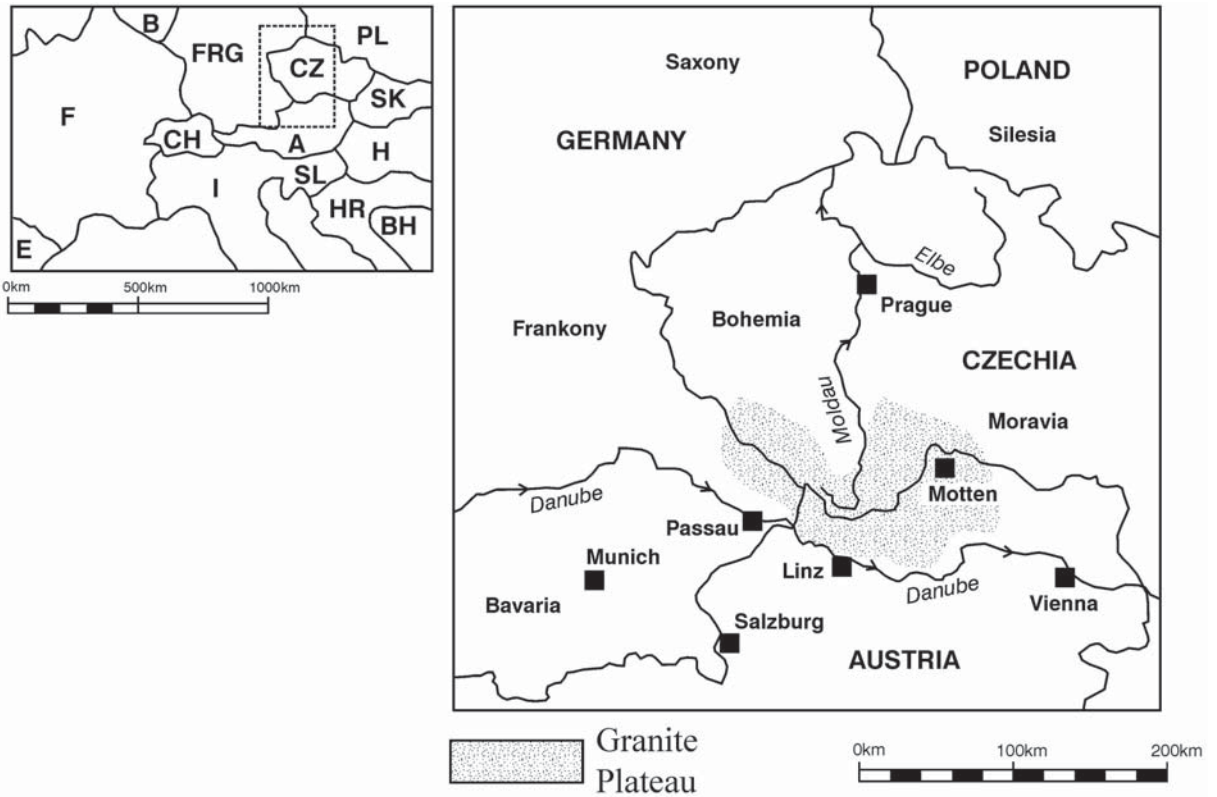 B
PL
FRG
CZ
SK
F
CH
A
H
SL
I
HR
BH
E
0km 500km 1000km
Saxony
POLAND
Silesia
GERMANY
Elbe
Prague
Bohemia
Frankony
CZECHIA
Moldau
Moravia
Motten
Danube
Passau
Munich
Linz
Danube
Bavaria
Vienna
Salzburg
AUSTRIA
Granite
Plateau
0km 100km 200km